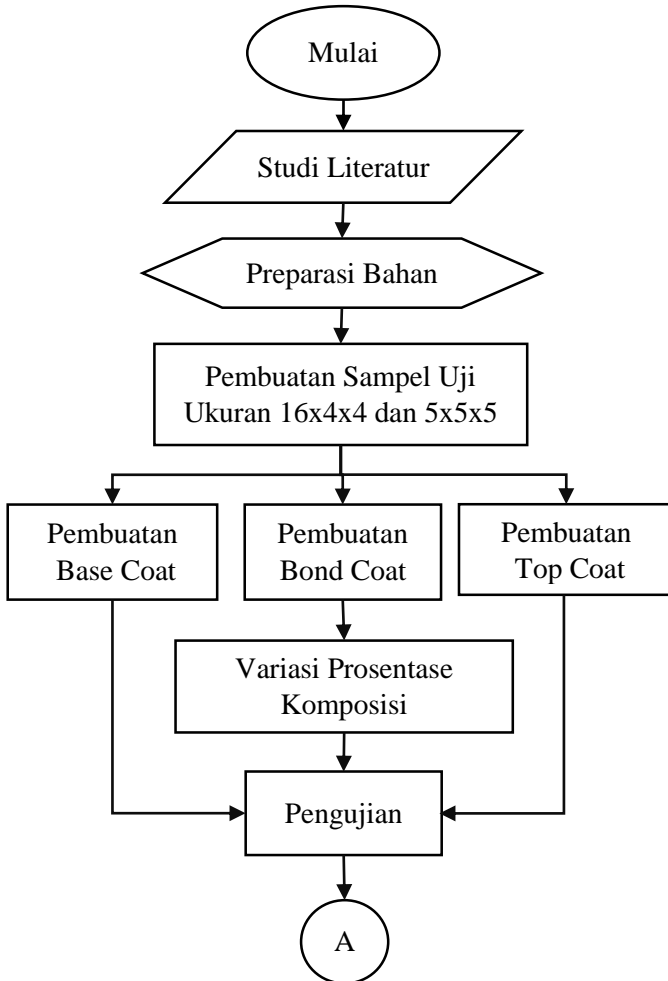 Mulai
Studi Literatur
Preparasi Bahan
Pembuatan Sampel Uji
Ukuran 16x4x4 dan 5x5x5
Pembuatan
Base Coat
Pembuatan
Bond Coat
Pembuatan
Top Coat
Variasi Prosentase
Komposisi
Pengujian
A